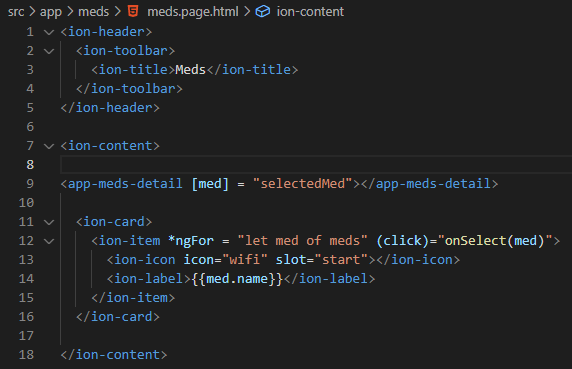 src > app > meds > meds.page.html > ion-content
1 <ion-header>
2 <ion-toolbar>
3 <ion-title>Meds</ion-title>
4 </ion-toolbar>
5 </ion-header>
6
7 <ion-content>
8
9 <app-meds-detail [med] = "selectedMed"></app-meds-detail>
10
11 <ion-card>
12 <ion-item *ngFor = "let med of meds" (click)="onSelect(med)">
13 <ion-icon icon="wifi" slot="start"></ion-icon>
14 <ion-label>{{med.name}}</ion-label>
15 </ion-item>
16 </ion-card>
17
18 </ion-content>